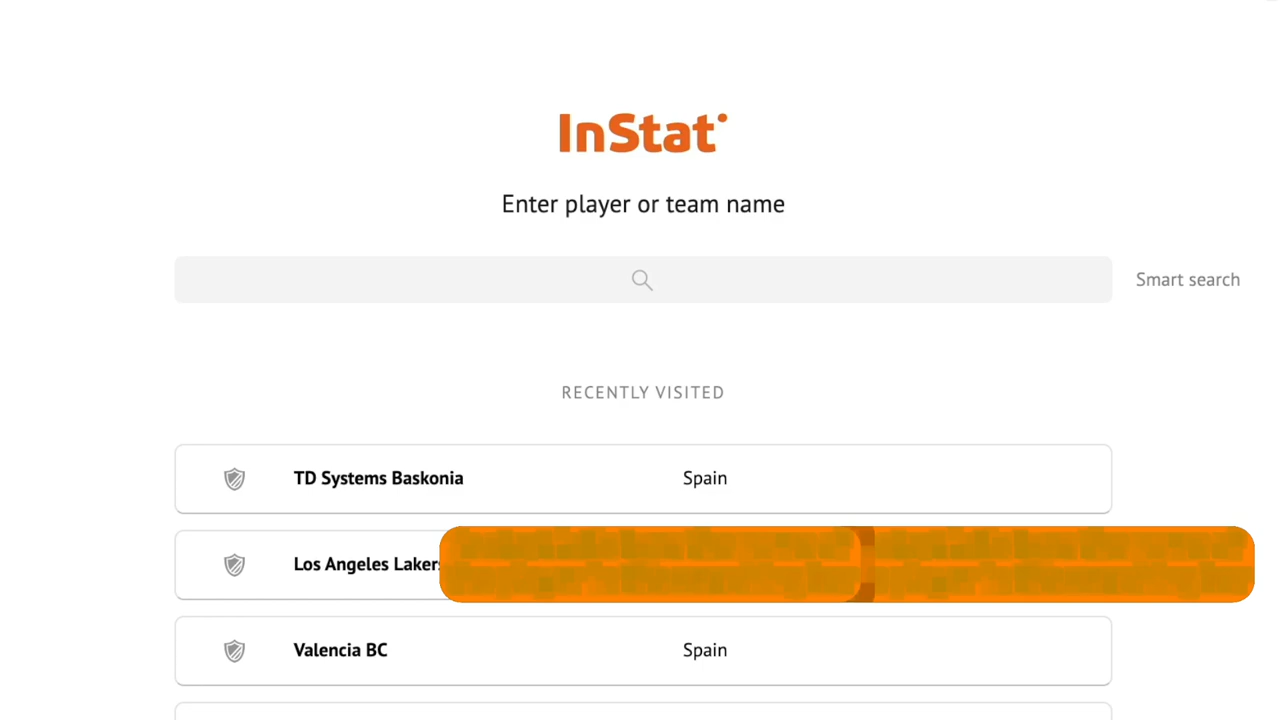 InStat
Enter player or team name
Smart search
RECENTLY VISITED
TD Systems Baskonia Spain
Los Angeles Lakers
Valencia BC Spain